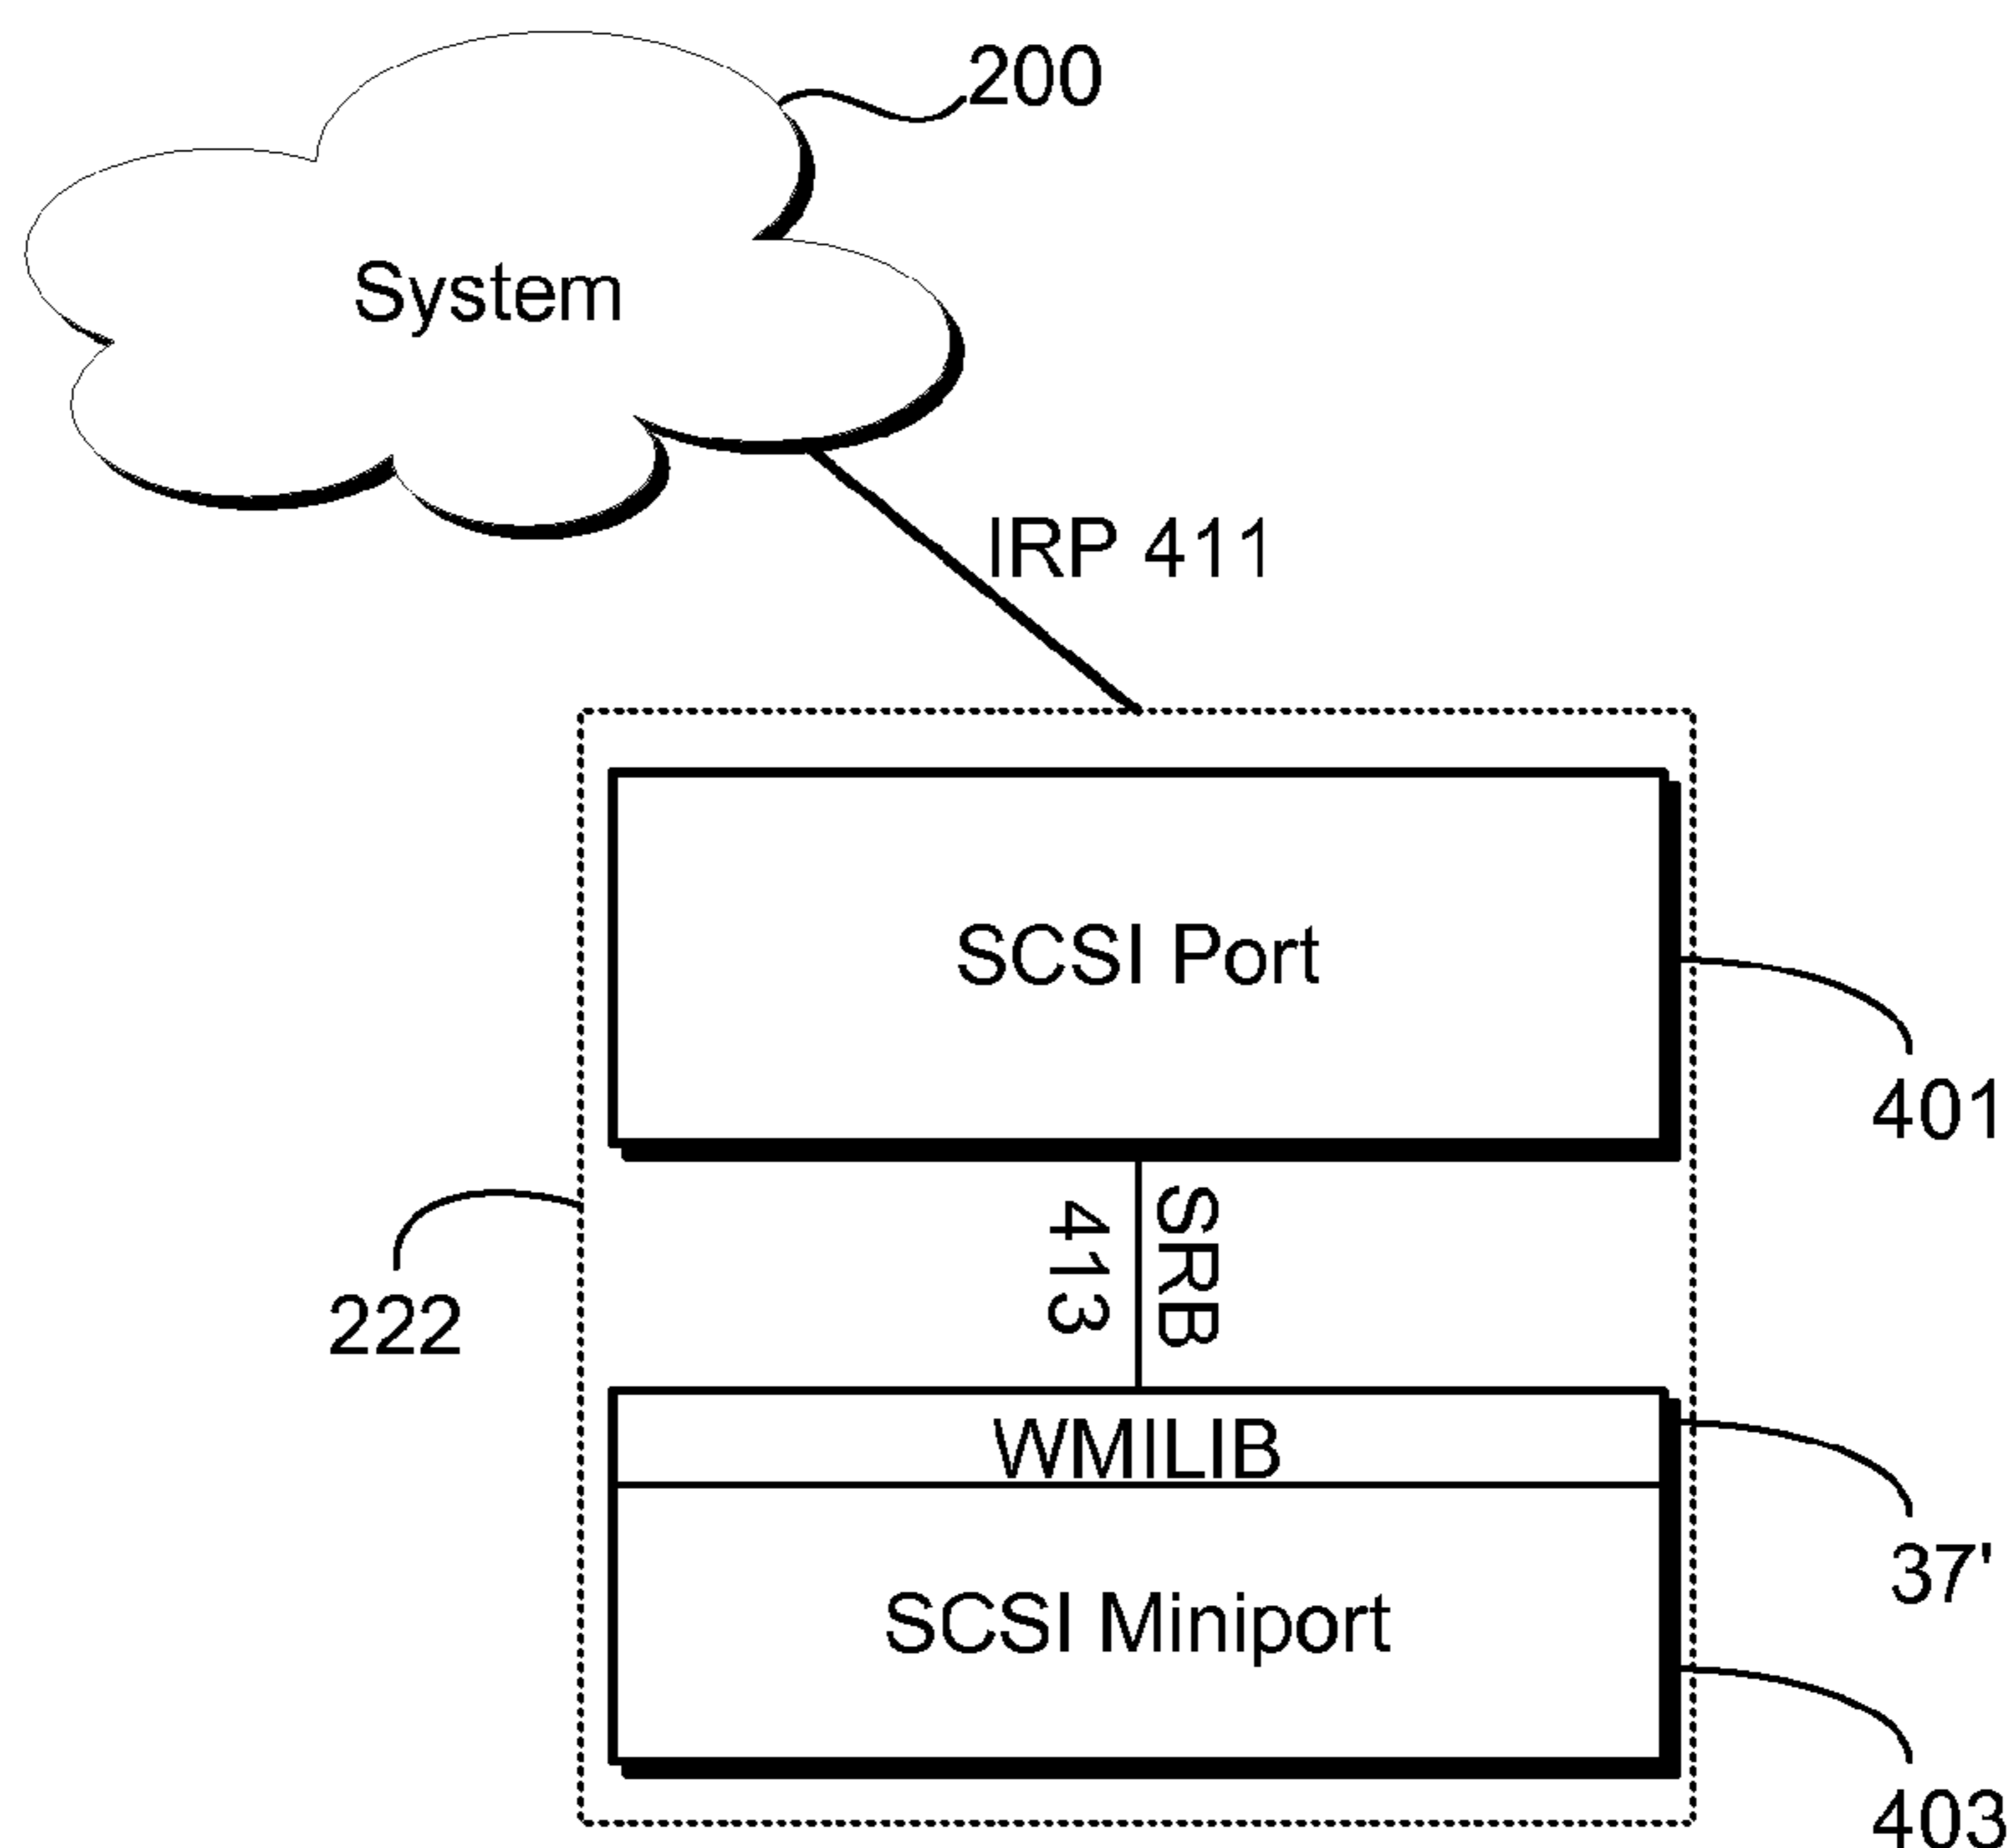 200
System
IRP 411
SCSI Port
401
SRB
413
222
WMILIB
37'
SCSI Miniport
403